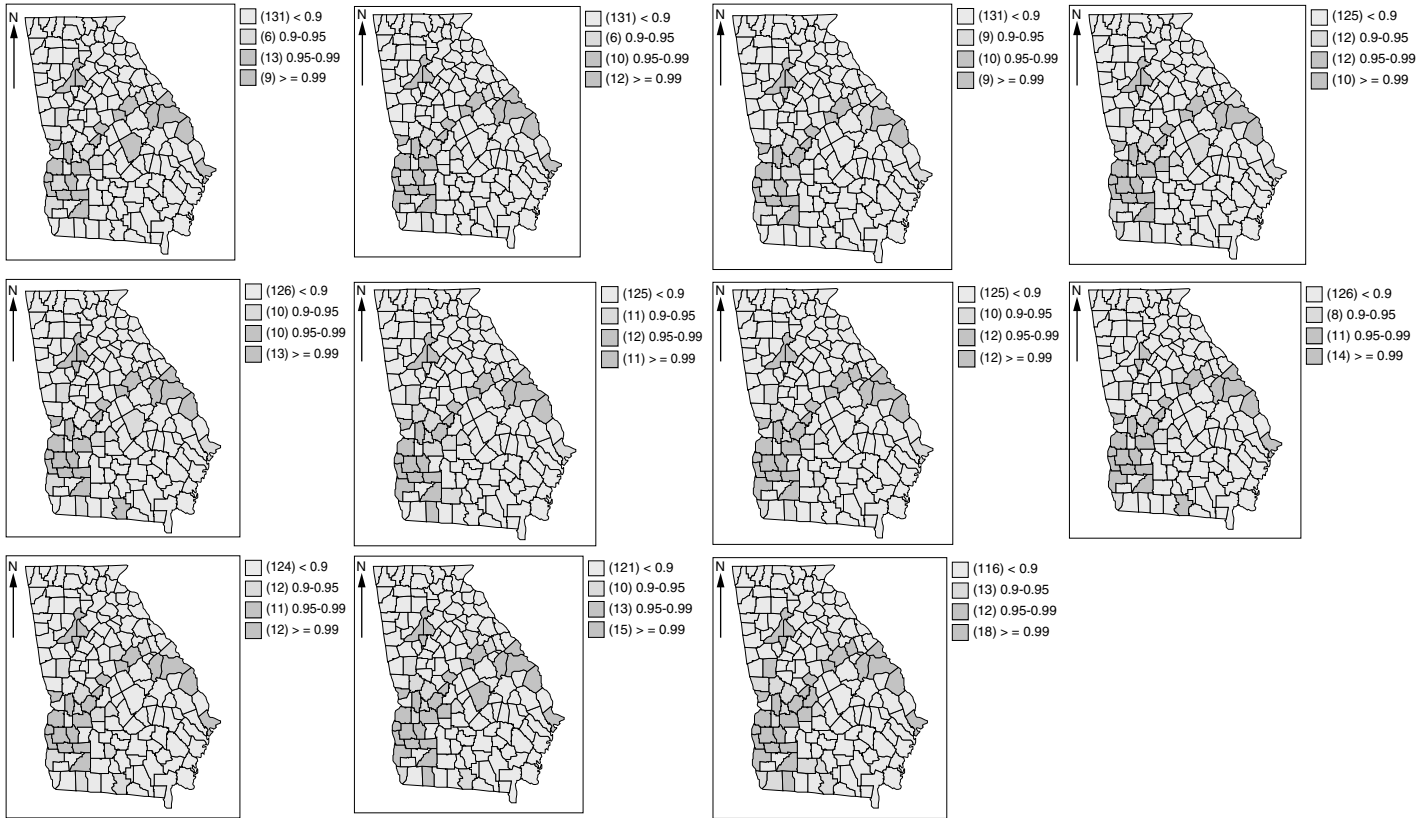 N
(131) < 0.9
(6) 0.9-0.95
(13) 0.95-0.99
(9) > = 0.99
N
(131) < 0.9
(6) 0.9-0.95
(10) 0.95-0.99
(12) > = 0.99
N
(131) < 0.9
(9) 0.9-0.95
(10) 0.95-0.99
(9) > = 0.99
N
(125) < 0.9
(12) 0.9-0.95
(12) 0.95-0.99
(10) > = 0.99
N
(126) < 0.9
(10) 0.9-0.95
(10) 0.95-0.99
(13) > = 0.99
N
(125) < 0.9
(11) 0.9-0.95
(12) 0.95-0.99
(11) > = 0.99
N
(125) < 0.9
(10) 0.9-0.95
(12) 0.95-0.99
(12) > = 0.99
N
(126) < 0.9
(8) 0.9-0.95
(11) 0.95-0.99
(14) > = 0.99
N
(124) < 0.9
(12) 0.9-0.95
(11) 0.95-0.99
(12) > = 0.99
N
(121) < 0.9
(10) 0.9-0.95
(13) 0.95-0.99
(15) > = 0.99
N
(116) < 0.9
(13) 0.9-0.95
(12) 0.95-0.99
(18) > = 0.99